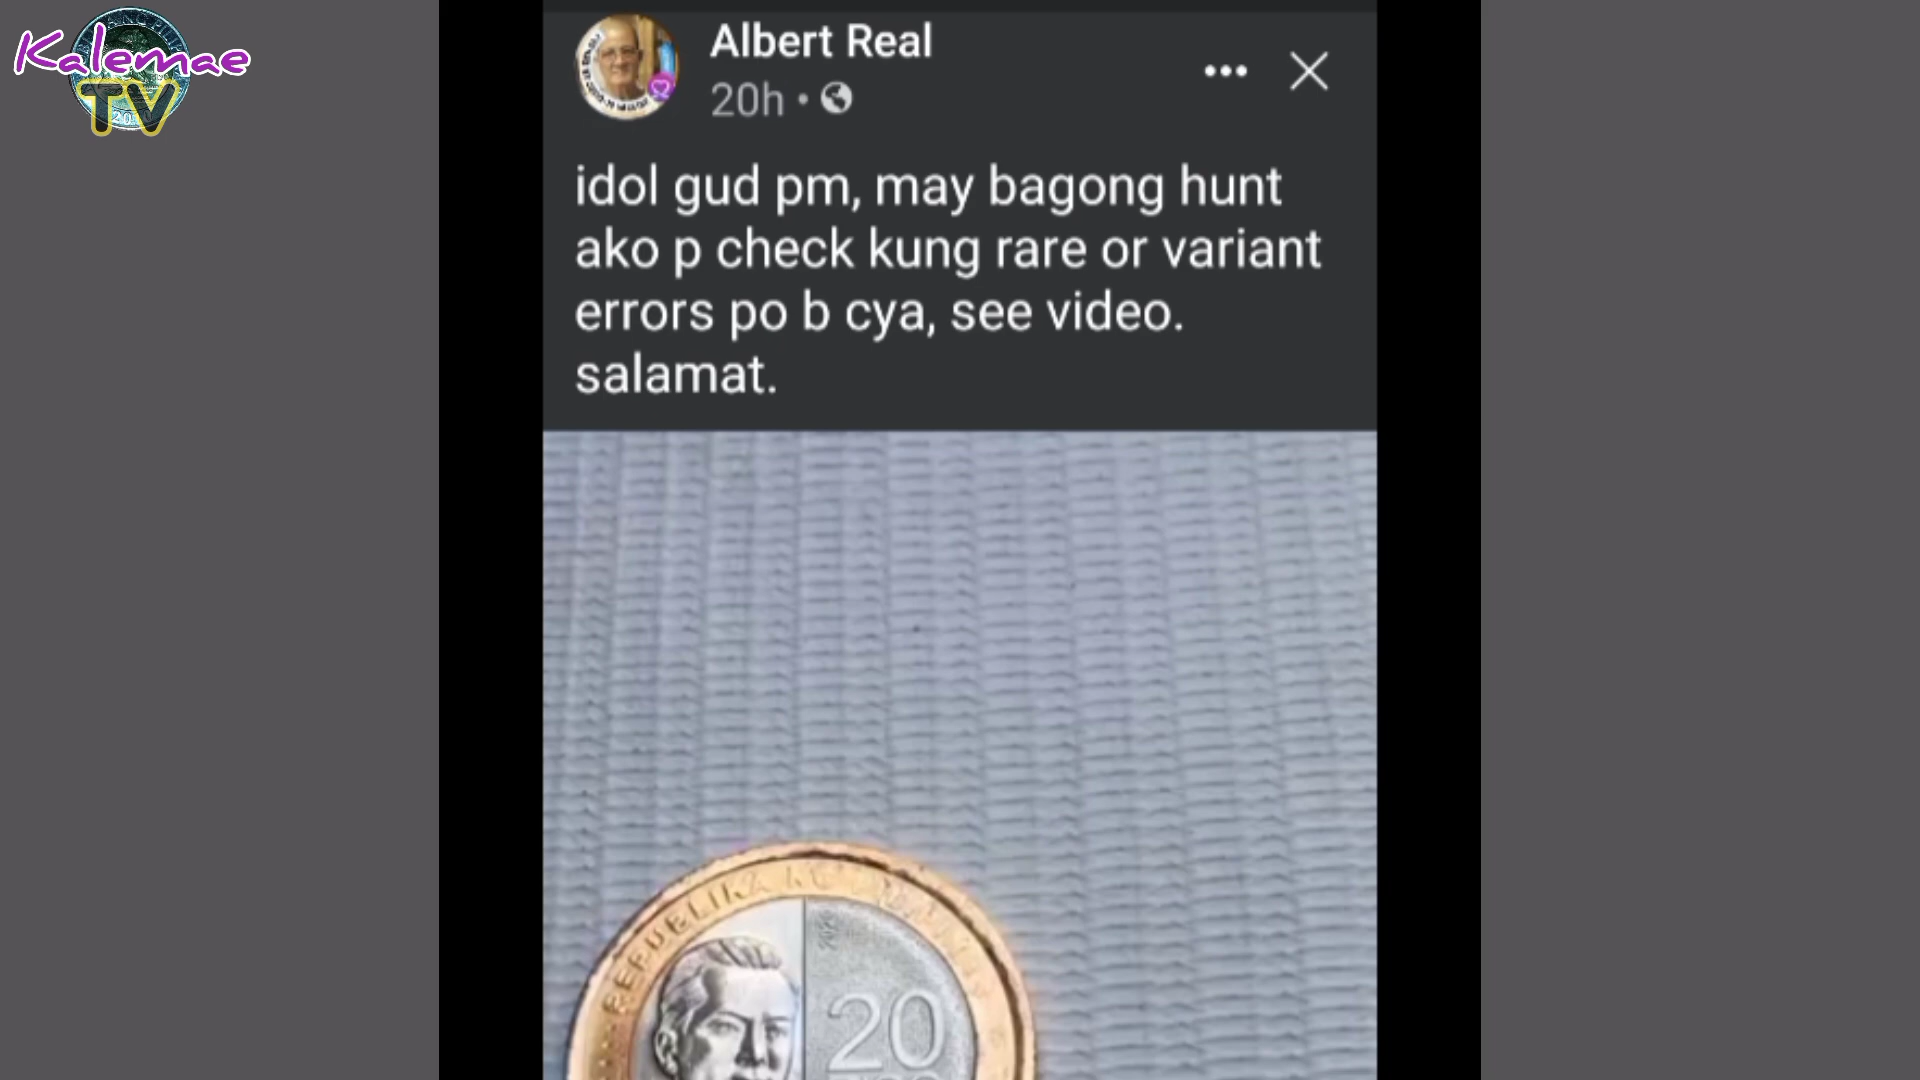 Kalemae
TV
Albert Real
20h
idol gud pm, may bagong hunt
ako p check kung rare or variant
errors po b cya, see video.
salamat.
REPUBLIKA
20